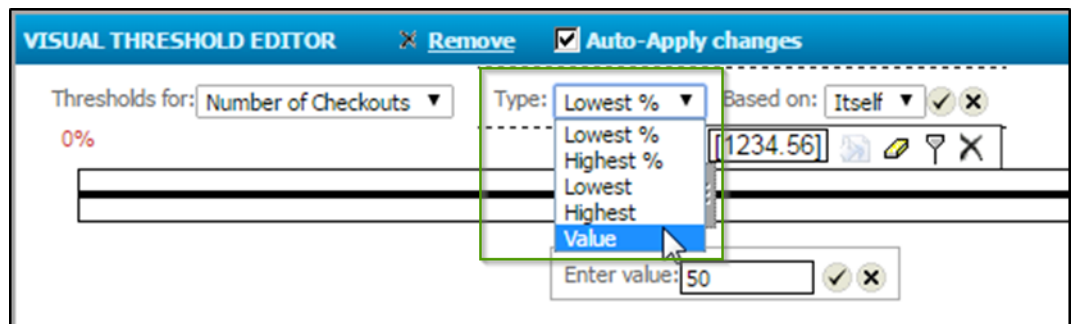 VISUAL THRESHOLD EDITOR Remove Auto-Apply changes
Thresholds for: Number of Checkouts Type: Lowest % Based on: Itself
0% [1234.56]
Lowest %
Highest %
Lowest
Highest
Value
Enter value: 50